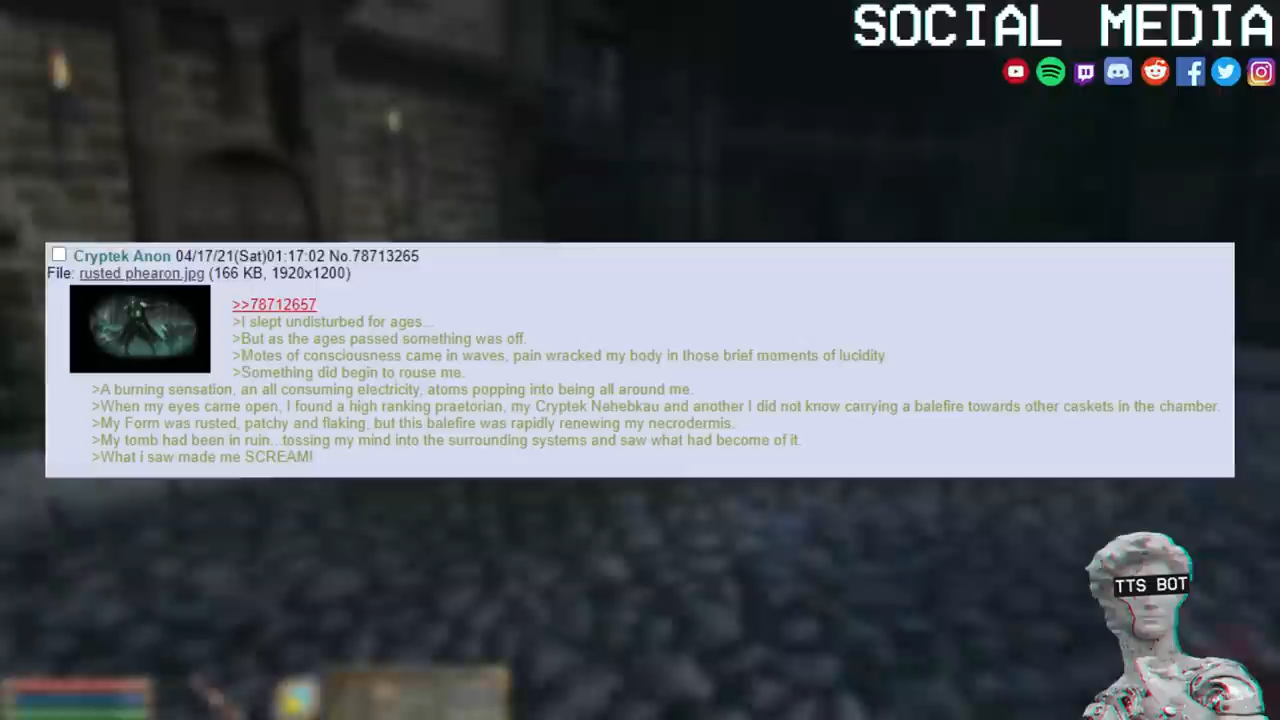 SOCIAL MEDIA
Cryptek Anon 04/17/21(Sat)01:17:02 No.78713265
File: rusted phearon.jpg (166 KB, 1920x1200)
>>78712657
>I slept undisturbed for ages...
>But as the ages passed something was off.
>Motes of consciousness came in waves, pain wracked my body in those brief moments of lucidity
>Something did begin to rouse me.
>A burning sensation, an all consuming electricity, atoms popping into being all around me.
>When my eyes came open, I found a high ranking praetorian, my Cryptek Nehebkau and another I did not know carrying a balefire towards other caskets in the chamber.
>My Form was rusted, patchy and flaking, but this balefire was rapidly renewing my necrodermis.
>My tomb had been in ruin...tossing my mind into the surrounding systems and saw what had become of it.
>What i saw made me SCREAM!
TTS BOT